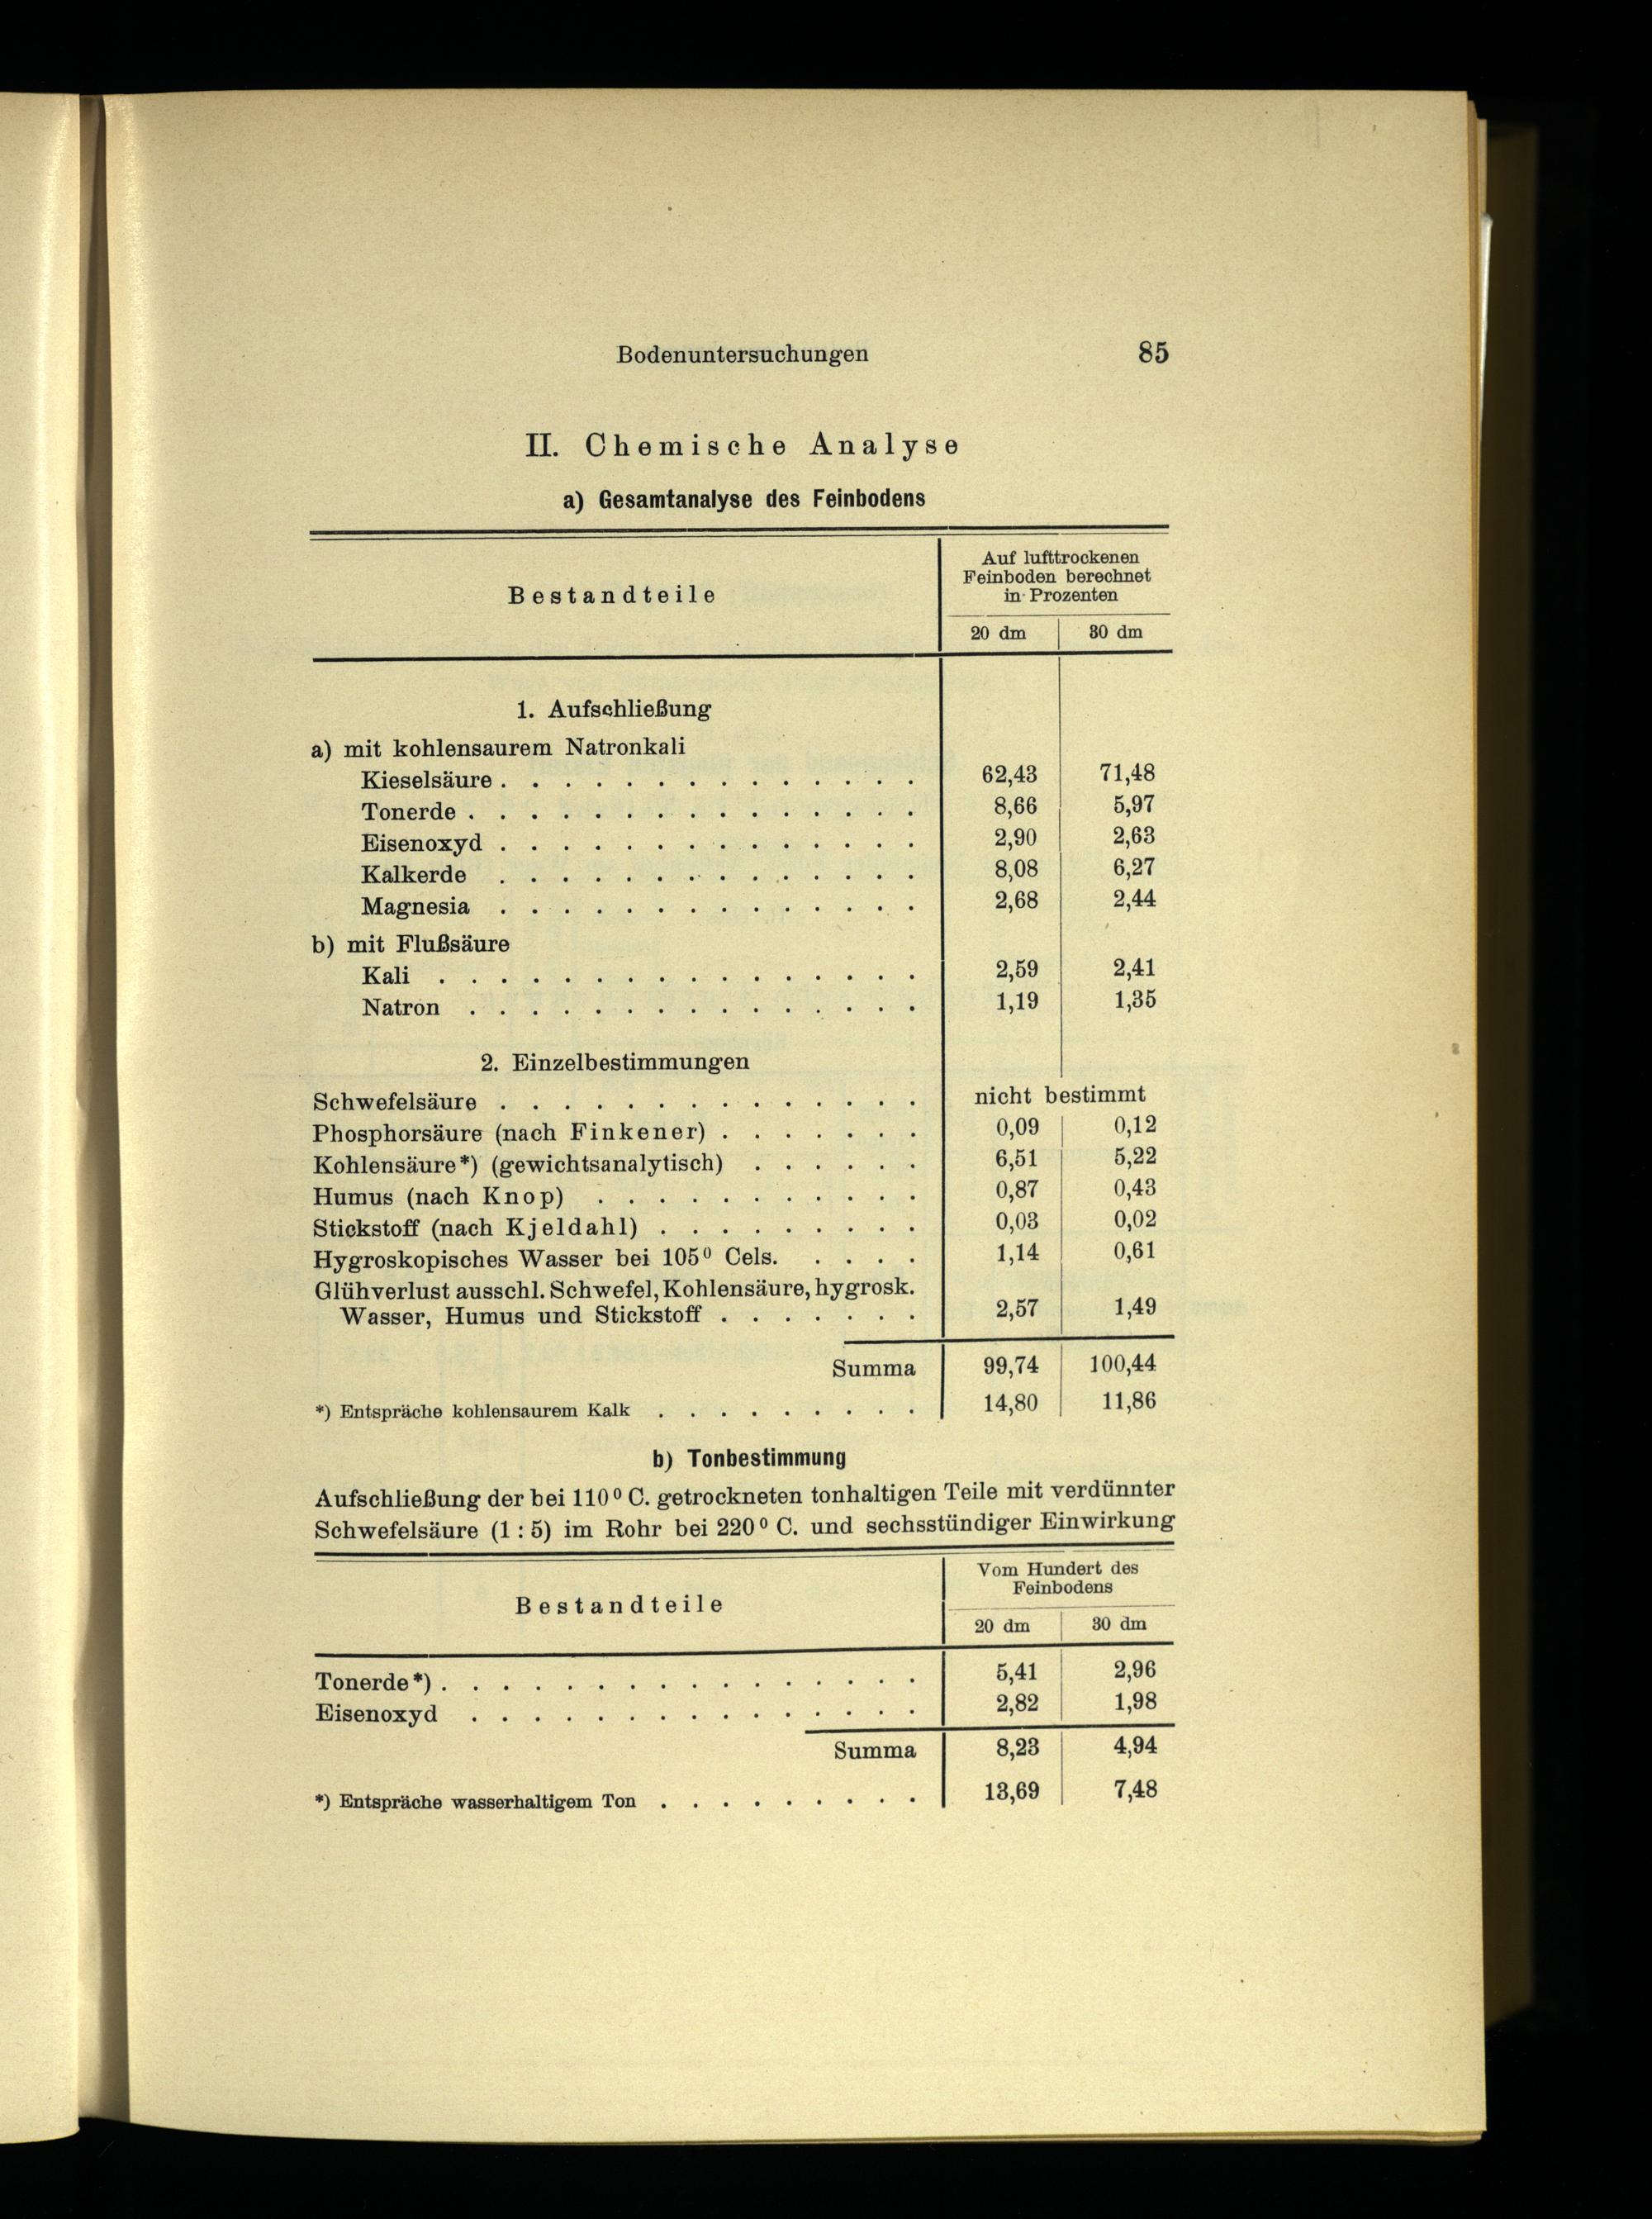 Bodenuntersuchungen 85
II. Chemische Analyse
a) Gesamtanalyse des Feinbodens
Bestandteile
Auf lufttrockenen
Feinboden berechnet
in Prozenten
20 dm 30 dm
1. Aufschließung
a) mit kohlensaurem Natronkali
Kieselsäure . . . . . . . . . . . . . . 62,43 71,48
Tonerde . . . . . . . . . . . . . . . 8,66 5,97
Eisenoxyd . . . . . . . . . . . . . . 2,90 2,63
Kalkerde . . . . . . . . . . . . . . 8,08 6,27
Magnesia . . . . . . . . . . . . . . 2,68 2,44
b) mit Flußsäure
Kali . . . . . . . . . . . . . . . . 2,59 2,41
Natron . . . . . . . . . . . . . . . 1,19 1,35
2. Einzelbestimmungen
Schwefelsäure . . . . . . . . . . . . . . nicht bestimmt
Phosphorsäure (nach Finkener) . . . . . . . 0,09 0,12
Kohlensäure*) (gewichtsanalytisch) . . . . . . 6,51 5,22
Humus (nach Knop) . . . . . . . . . . . 0,87 0,43
Stickstoff (nach Kjeldahl) . . . . . . . . . 0,03 0,02
Hygroskopisches Wasser bei 105⁰ Cels. . . . . 1,14 0,61
Glühverlust ausschl. Schwefel, Kohlensäure, hygrosk.
Wasser, Humus und Stickstoff . . . . . . . 2,57 1,49
Summa 99,74 100,44
*) Entspräche kohlensaurem Kalk . . . . . . . . . 14,80 11,86
b) Tonbestimmung
Aufschließung der bei 110⁰ C. getrockneten tonhaltigen Teile mit verdünnter
Schwefelsäure (1 : 5) im Rohr bei 220⁰ C. und sechsstündiger Einwirkung
Bestandteile
Vom Hundert des
Feinbodens
20 dm 30 dm
Tonerde*) . . . . . . . . . . . . . . . . 5,41 2,96
Eisenoxyd . . . . . . . . . . . . . . . 2,82 1,98
Summa 8,23 4,94
*) Entspräche wasserhaltigem Ton . . . . . . . . . 13,69 7,48